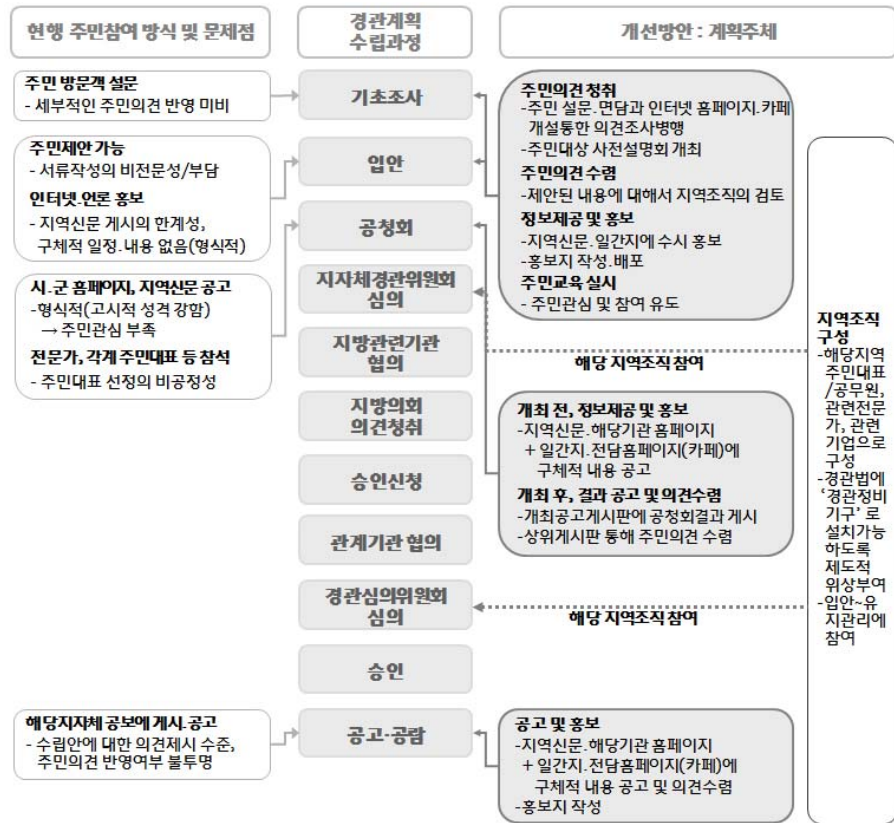 현행 주민참여 방식 및 문제점
경관계획
수립과정
개선방안 : 계획주체
주민 방문객 설문
- 세부적인 주민의견 반영 미비
주민제안 가능
- 서류작성의 비전문성/부담
인터넷.언론 홍보
- 지역신문 게시의 한계성,
구체적 일정.내용 없음(형식적)
시.군 홈페이지, 지역신문 공고
-형식적(고시적 성격 강함)
→ 주민관심 부족
전문가, 각계 주민대표 등 참석
- 주민대표 선정의 비공정성
해당지자체 공보에 게시.공고
- 수립안에 대한 의견제시 수준,
주민의견 반영여부 불투명
기초조사
입안
공청회
지자체경관위원회
심의
지방관련기관
협의
지방의회
의견청취
승인신청
관계기관 협의
경관심의위원회
심의
승인
공고·공람
주민의견 청취
-주민 설문.면담과 인터넷 홈페이지.카페
개설통한 의견조사병행
-주민대상 사전설명회 개최
주민의견 수렴
-제안된 내용에 대해서 지역조직의 검토
정보제공 및 홍보
-지역신문.일간지에 수시 홍보
-홍보지 작성.배포
주민교육 실시
- 주민관심 및 참여 유도
해당 지역조직 참여
개최 전, 정보제공 및 홍보
-지역신문.해당기관 홈페이지
+ 일간지.전담홈페이지(카페)에
구체적 내용 공고
개최 후, 결과 공고 및 의견수렴
-개최공고게시판에 공청회결과 게시
-상위게시판 통해 주민의견 수렴
해당 지역조직 참여
공고 및 홍보
-지역신문.해당기관 홈페이지
+ 일간지.전담홈페이지(카페)에
구체적 내용 공고 및 의견수렴
-홍보지 작성
지역조직
구성
-해당지역
주민대표
/공무원,
관련전문
가, 관련
기업으로
구성
-경관법에
‘경관정비
기구’ 로
설치가능
하도록
제도적
위상부여
-입안~유
지관리에
참여